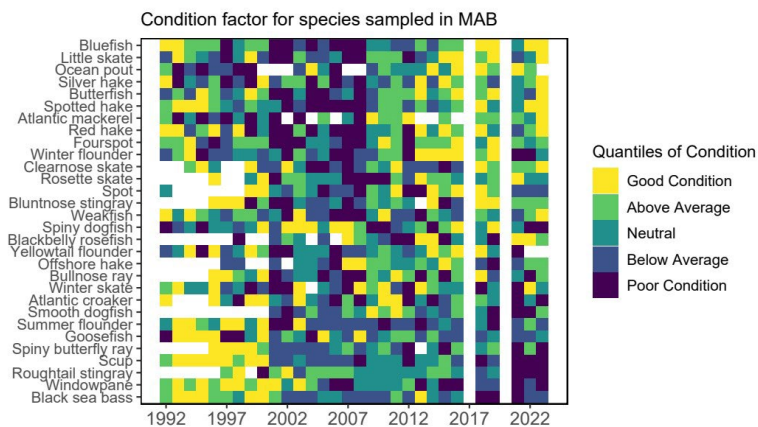 Condition factor for species sampled in MAB
Bluefish
Little skate
Ocean pout
Silver hake
Butterfish
Spotted hake
Atlantic mackerel
Red hake
Fourspot
Winter flounder
Clearnose skate
Rosette skate
Spot
Bluntnose stingray
Weakfish
Spiny dogfish
Blackbelly rosefish
Yellowtail flounder
Offshore hake
Bullnose ray
Winter skate
Atlantic croaker
Smooth dogfish
Summer flounder
Goosefish
Spiny butterfly ray
Scup
Roughtail stingray
Windowpane
Black sea bass
1992 1997 2002 2007 2012 2017 2022
Quantiles of Condition
Good Condition
Above Average
Neutral
Below Average
Poor Condition